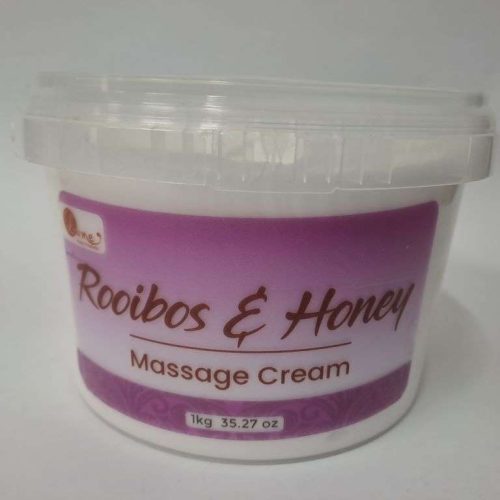 Rooibos & Honey
Massage Cream
1kg 35.27 oz